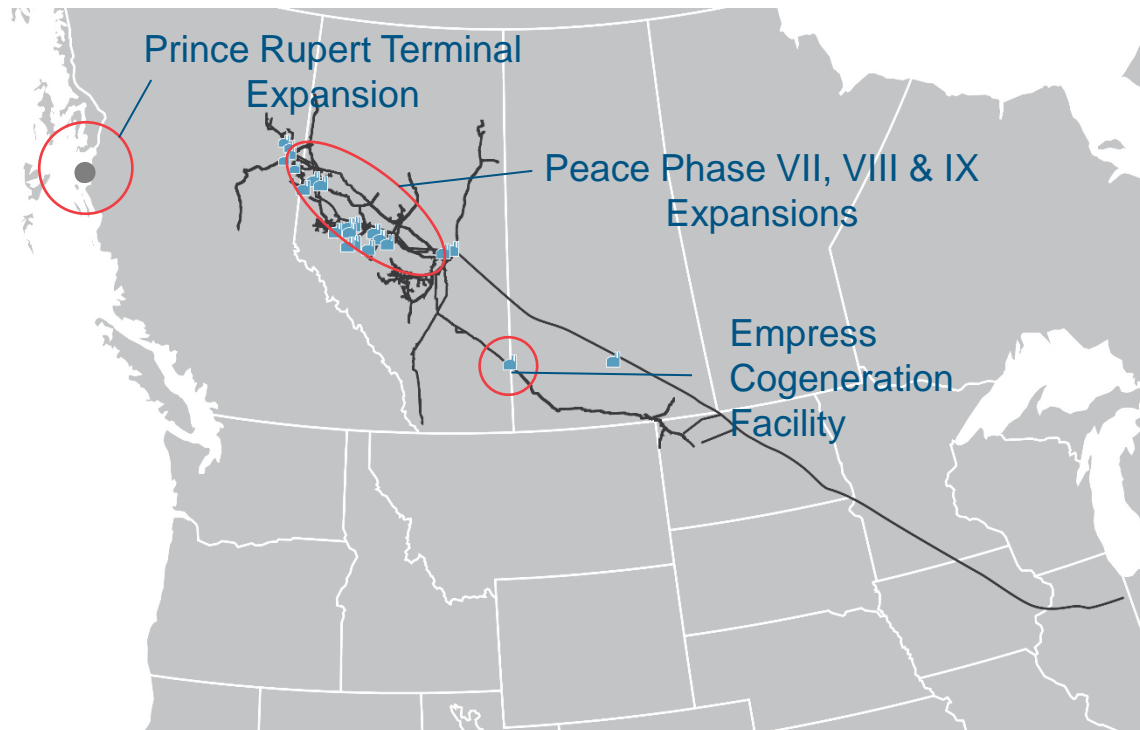 Prince Rupert Terminal
Expansion
Peace Phase VII, VIII & IX
Expansions
Empress
Cogeneration
Facility